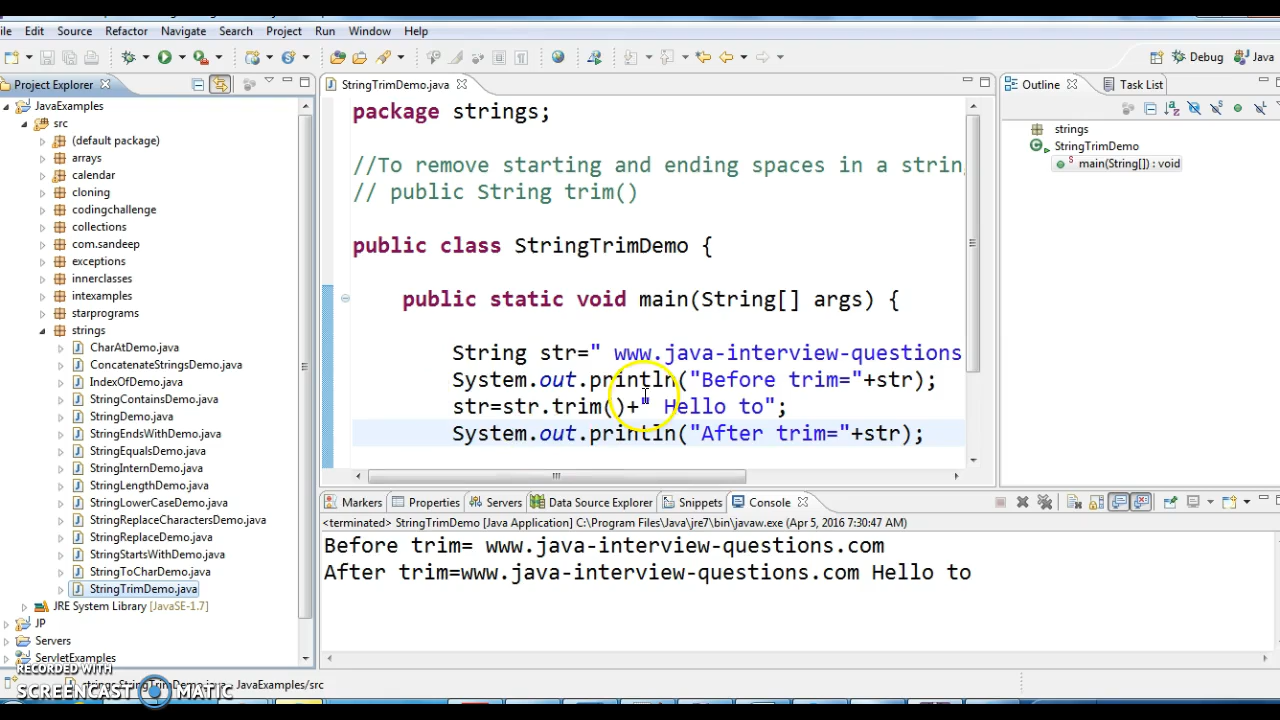 ile Edit Source Refactor Navigate Search Project Run Window Help
Debug Java
Project Explorer
StringTrimDemo.java
Outline Task List
JavaExamples
src
(default package)
arrays
calendar
cloning
codingchallenge
collections
com.sandeep
exceptions
innerclasses
intexamples
starprograms
strings
CharAtDemo.java
ConcatenateStringsDemo.java
IndexOfDemo.java
StringContainsDemo.java
StringDemo.java
StringEndsWithDemo.java
StringEqualsDemo.java
StringInternDemo.java
StringLengthDemo.java
StringLowerCaseDemo.java
StringReplaceCharactersDemo.java
StringReplaceDemo.java
StringStartsWithDemo.java
StringToCharDemo.java
StringTrimDemo.java
JRE System Library [JavaSE-1.7]
JP
Servers
ServletExamples
package strings;
//To remove starting and ending spaces in a string
// public String trim()
public class StringTrimDemo {
public static void main(String[] args) {
String str=" www.java-interview-questions
System.out.println("Before trim="+str);
str=str.trim()+" Hello to";
System.out.println("After trim="+str);
strings
StringTrimDemo
main(String[]) : void
Markers Properties Servers Data Source Explorer Snippets Console
<terminated> StringTrimDemo [Java Application] C:\Program Files\Java\jre7\bin\javaw.exe (Apr 5, 2016 7:30:47 AM)
Before trim= www.java-interview-questions.com
After trim=www.java-interview-questions.com Hello to
RECORDED WITH
SCREENCAST MATIC
strings.StringTrimDemo.java - JavaExamples/src